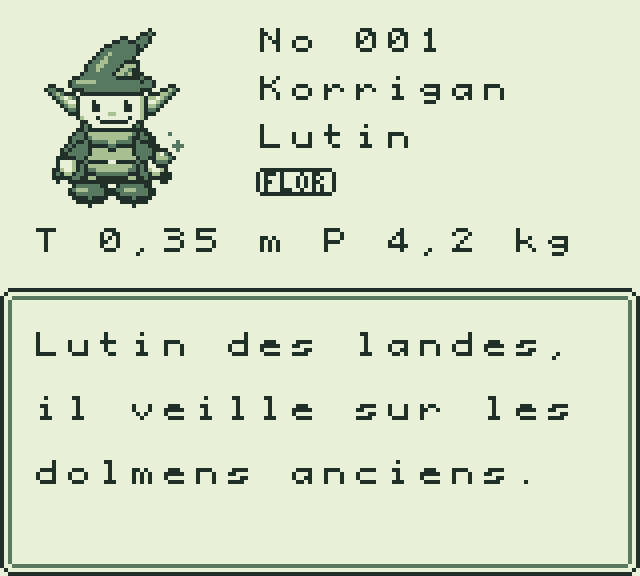 No 001
Korrigan
Lutin
FLOR
T 0,35 m P 4,2 kg
Lutin des landes,
il veille sur les
dolmens anciens.